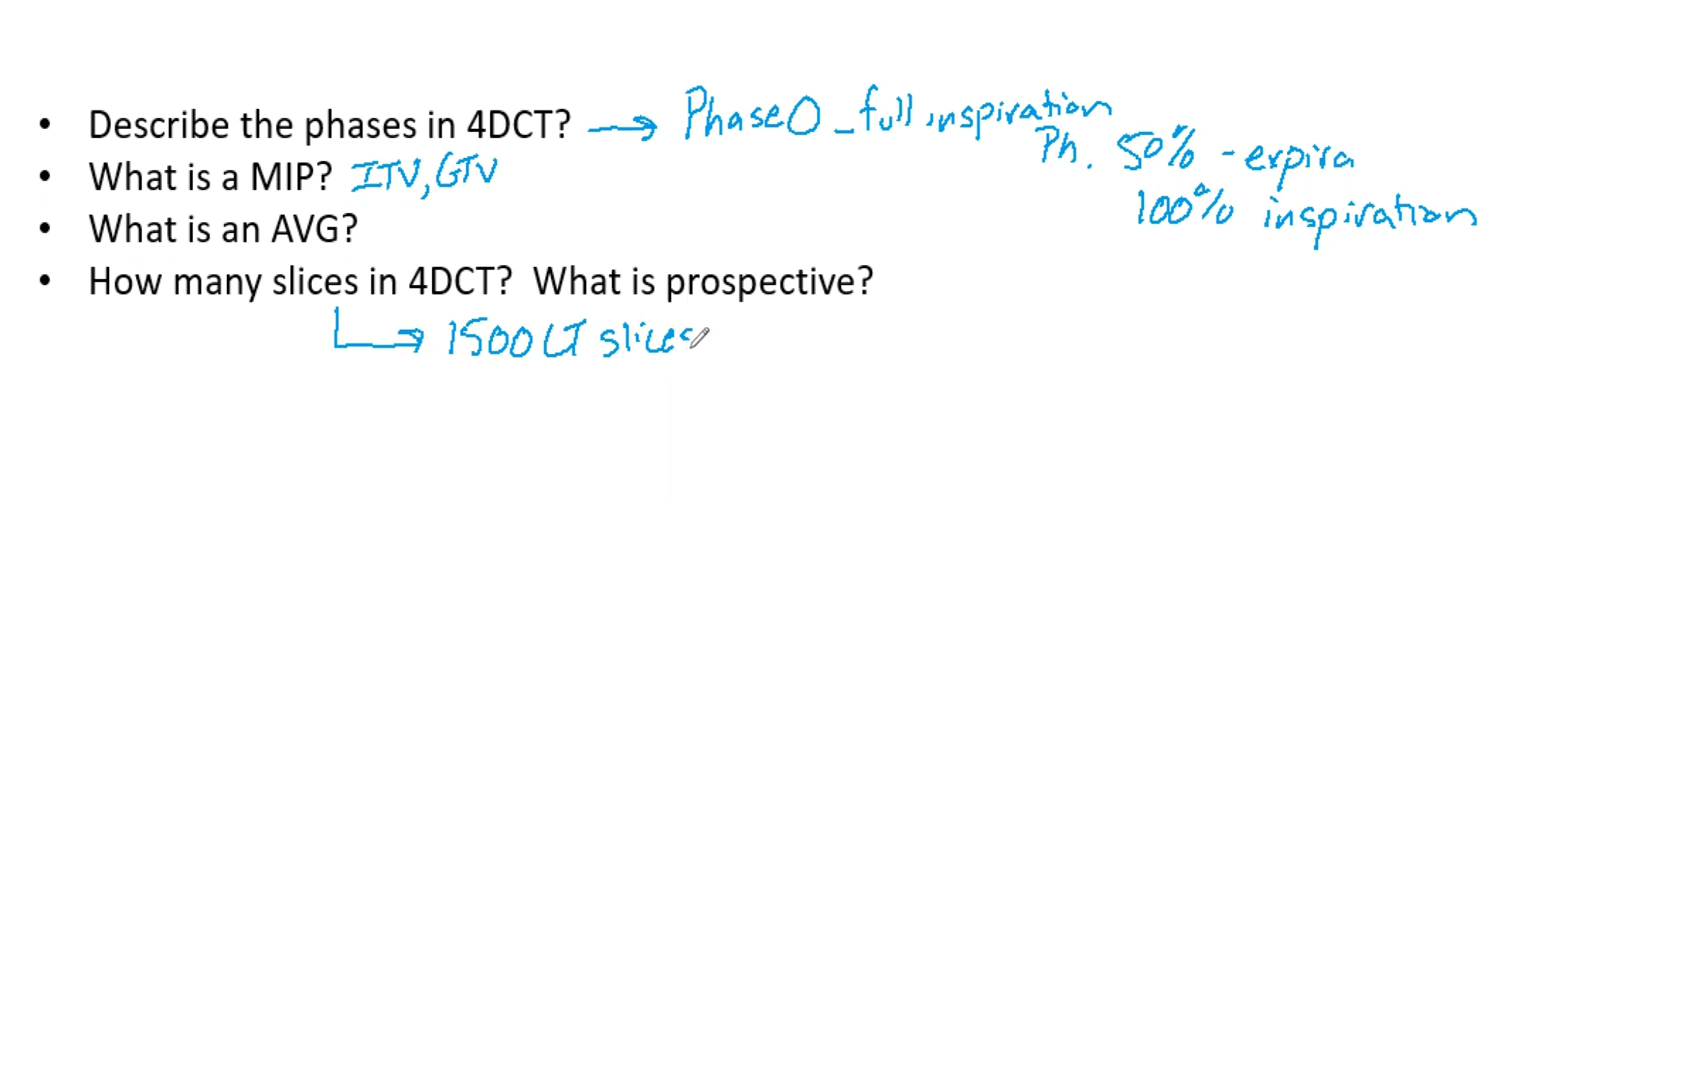 • Describe the phases in 4DCT? → Phase 0 - full inspiration
Ph. 50% - expira
100% inspiration
• What is a MIP? ITV, GTV
• What is an AVG?
• How many slices in 4DCT? What is prospective?
→ 1500 CT slices